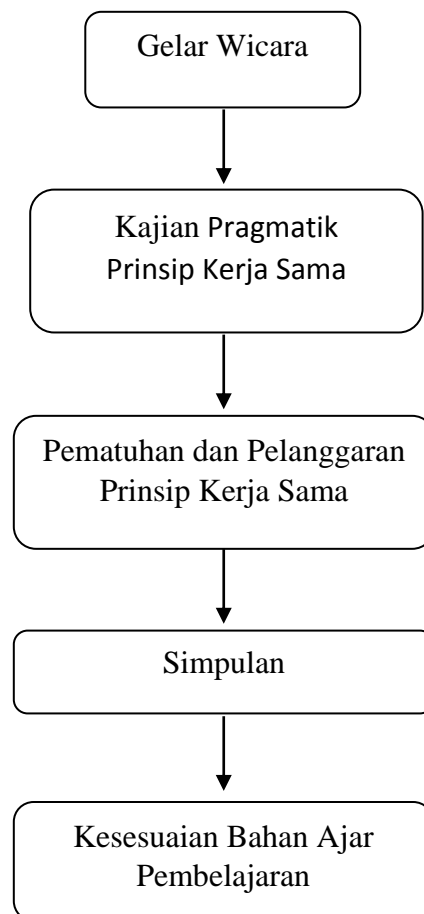 Gelar Wicara
Kajian Pragmatik
Prinsip Kerja Sama
Pematuhan dan Pelanggaran
Prinsip Kerja Sama
Simpulan
Kesesuaian Bahan Ajar
Pembelajaran